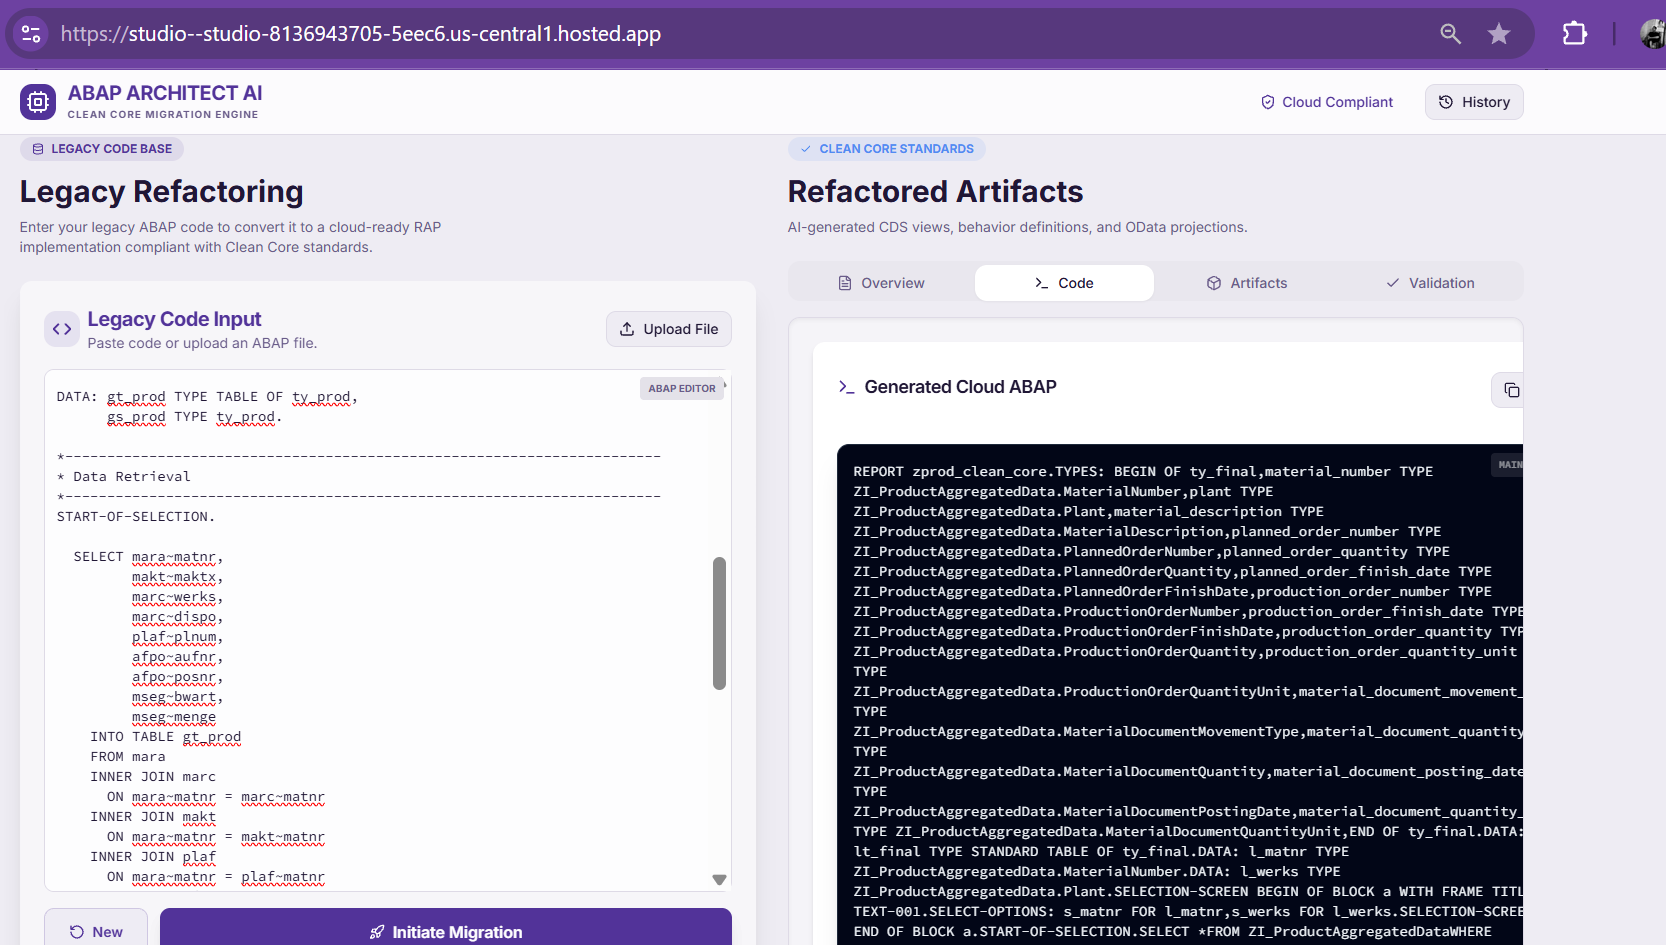 https://studio--studio-8136943705-5eec6.us-central1.hosted.app
ABAP ARCHITECT AI
CLEAN CORE MIGRATION ENGINE
Cloud Compliant
History
LEGACY CODE BASE
Legacy Refactoring
Enter your legacy ABAP code to convert it to a cloud-ready RAP
implementation compliant with Clean Core standards.
Legacy Code Input
Paste code or upload an ABAP file.
Upload File
ABAP EDITOR
DATA: gt_prod TYPE TABLE OF ty_prod,
gs_prod TYPE ty_prod.
*-----------------------------------------------------------------------
* Data Retrieval
*-----------------------------------------------------------------------
START-OF-SELECTION.
SELECT mara~matnr,
makt~maktx,
marc~werks,
marc~dispo,
plaf~plnum,
afpo~aufnr,
afpo~posnr,
mseg~bwart,
mseg~menge
INTO TABLE gt_prod
FROM mara
INNER JOIN marc
ON mara~matnr = marc~matnr
INNER JOIN makt
ON mara~matnr = makt~matnr
INNER JOIN plaf
ON mara~matnr = plaf~matnr
New
Initiate Migration
CLEAN CORE STANDARDS
Refactored Artifacts
AI-generated CDS views, behavior definitions, and OData projections.
Overview
Code
Artifacts
Validation
Generated Cloud ABAP
MAIN
REPORT zprod_clean_core.TYPES: BEGIN OF ty_final,material_number TYPE
ZI_ProductAggregatedData.MaterialNumber,plant TYPE
ZI_ProductAggregatedData.Plant,material_description TYPE
ZI_ProductAggregatedData.MaterialDescription,planned_order_number TYPE
ZI_ProductAggregatedData.PlannedOrderNumber,planned_order_quantity TYPE
ZI_ProductAggregatedData.PlannedOrderQuantity,planned_order_finish_date TYPE
ZI_ProductAggregatedData.PlannedOrderFinishDate,production_order_number TYPE
ZI_ProductAggregatedData.ProductionOrderNumber,production_order_finish_date TYPE
ZI_ProductAggregatedData.ProductionOrderFinishDate,production_order_quantity TYP
ZI_ProductAggregatedData.ProductionOrderQuantity,production_order_quantity_unit
TYPE
ZI_ProductAggregatedData.ProductionOrderQuantityUnit,material_document_movement_
TYPE
ZI_ProductAggregatedData.MaterialDocumentMovementType,material_document_quantity
TYPE
ZI_ProductAggregatedData.MaterialDocumentQuantity,material_document_posting_date
TYPE
ZI_ProductAggregatedData.MaterialDocumentPostingDate,material_document_quantity_
TYPE ZI_ProductAggregatedData.MaterialDocumentQuantityUnit,END OF ty_final.DATA:
lt_final TYPE STANDARD TABLE OF ty_final.DATA: l_matnr TYPE
ZI_ProductAggregatedData.MaterialNumber.DATA: l_werks TYPE
ZI_ProductAggregatedData.Plant.SELECTION-SCREEN BEGIN OF BLOCK a WITH FRAME TITL
TEXT-001.SELECT-OPTIONS: s_matnr FOR l_matnr,s_werks FOR l_werks.SELECTION-SCREE
END OF BLOCK a.START-OF-SELECTION.SELECT *FROM ZI_ProductAggregatedDataWHERE